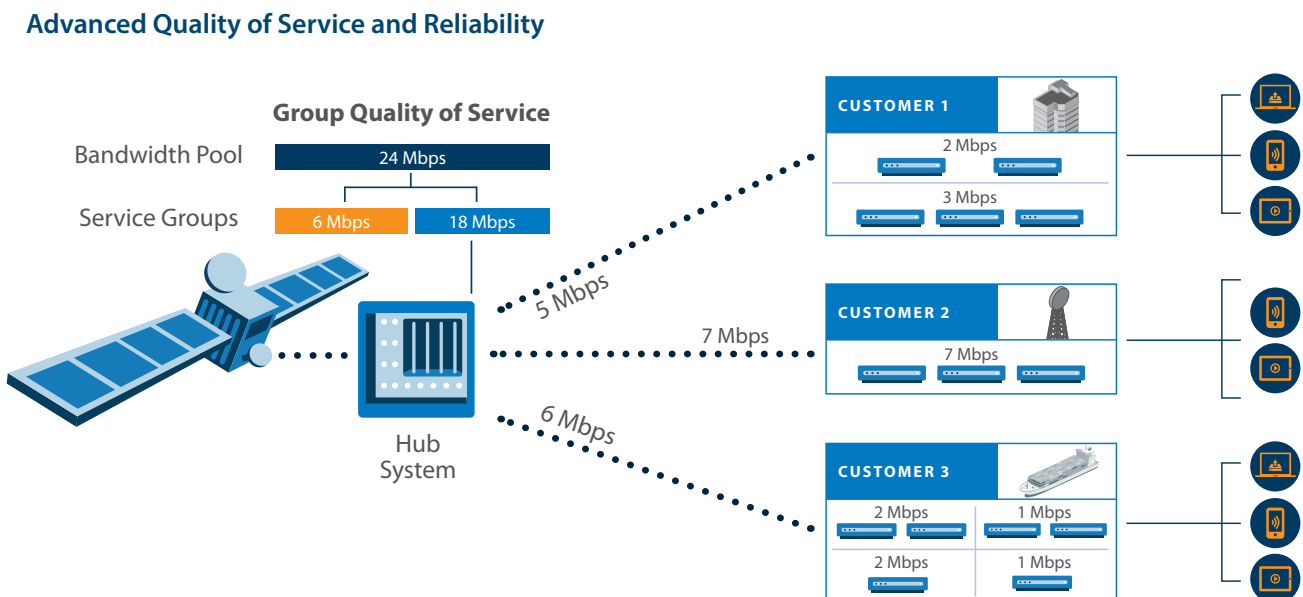 Advanced Quality of Service and Reliability
Group Quality of Service
Bandwidth Pool
24 Mbps
Service Groups
6 Mbps
18 Mbps
Hub
System
5 Mbps
7 Mbps
6 Mbps
CUSTOMER 1
2 Mbps
3 Mbps
CUSTOMER 2
7 Mbps
CUSTOMER 3
2 Mbps
1 Mbps
2 Mbps
1 Mbps